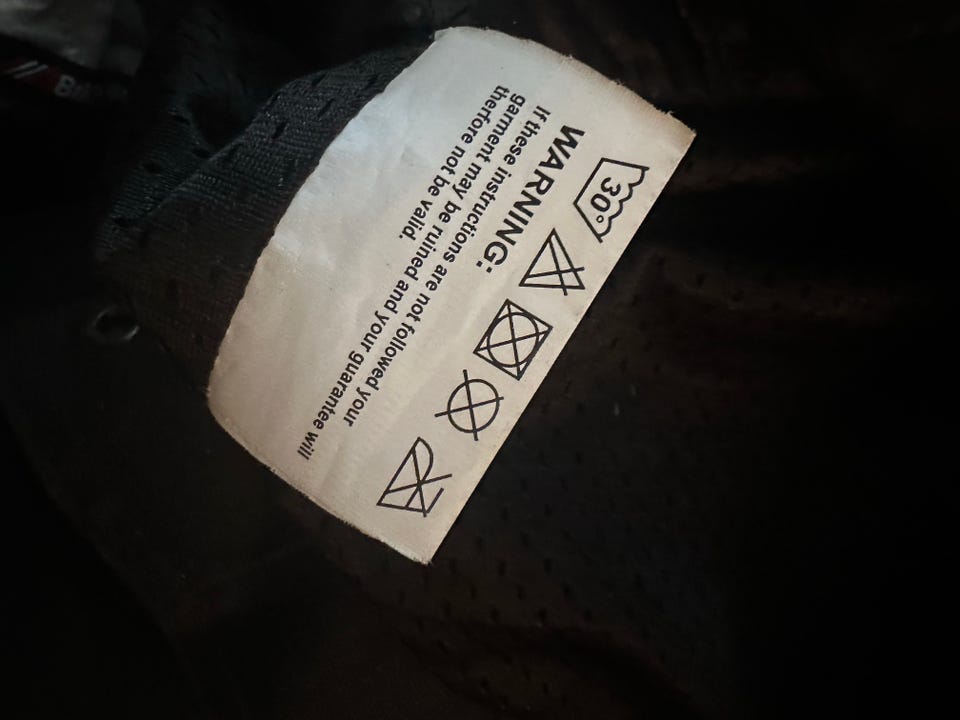 30°
WARNING:
If these instructions are not followed your
garment may be ruined and your guarantee will
therfore not be valid.